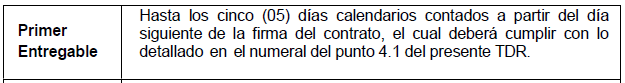 Primer
Entregable
Hasta los cinco (05) días calendarios contados a partir del día
siguiente de la firma del contrato, el cual deberá cumplir con lo
detallado en el numeral del punto 4.1 del presente TDR.